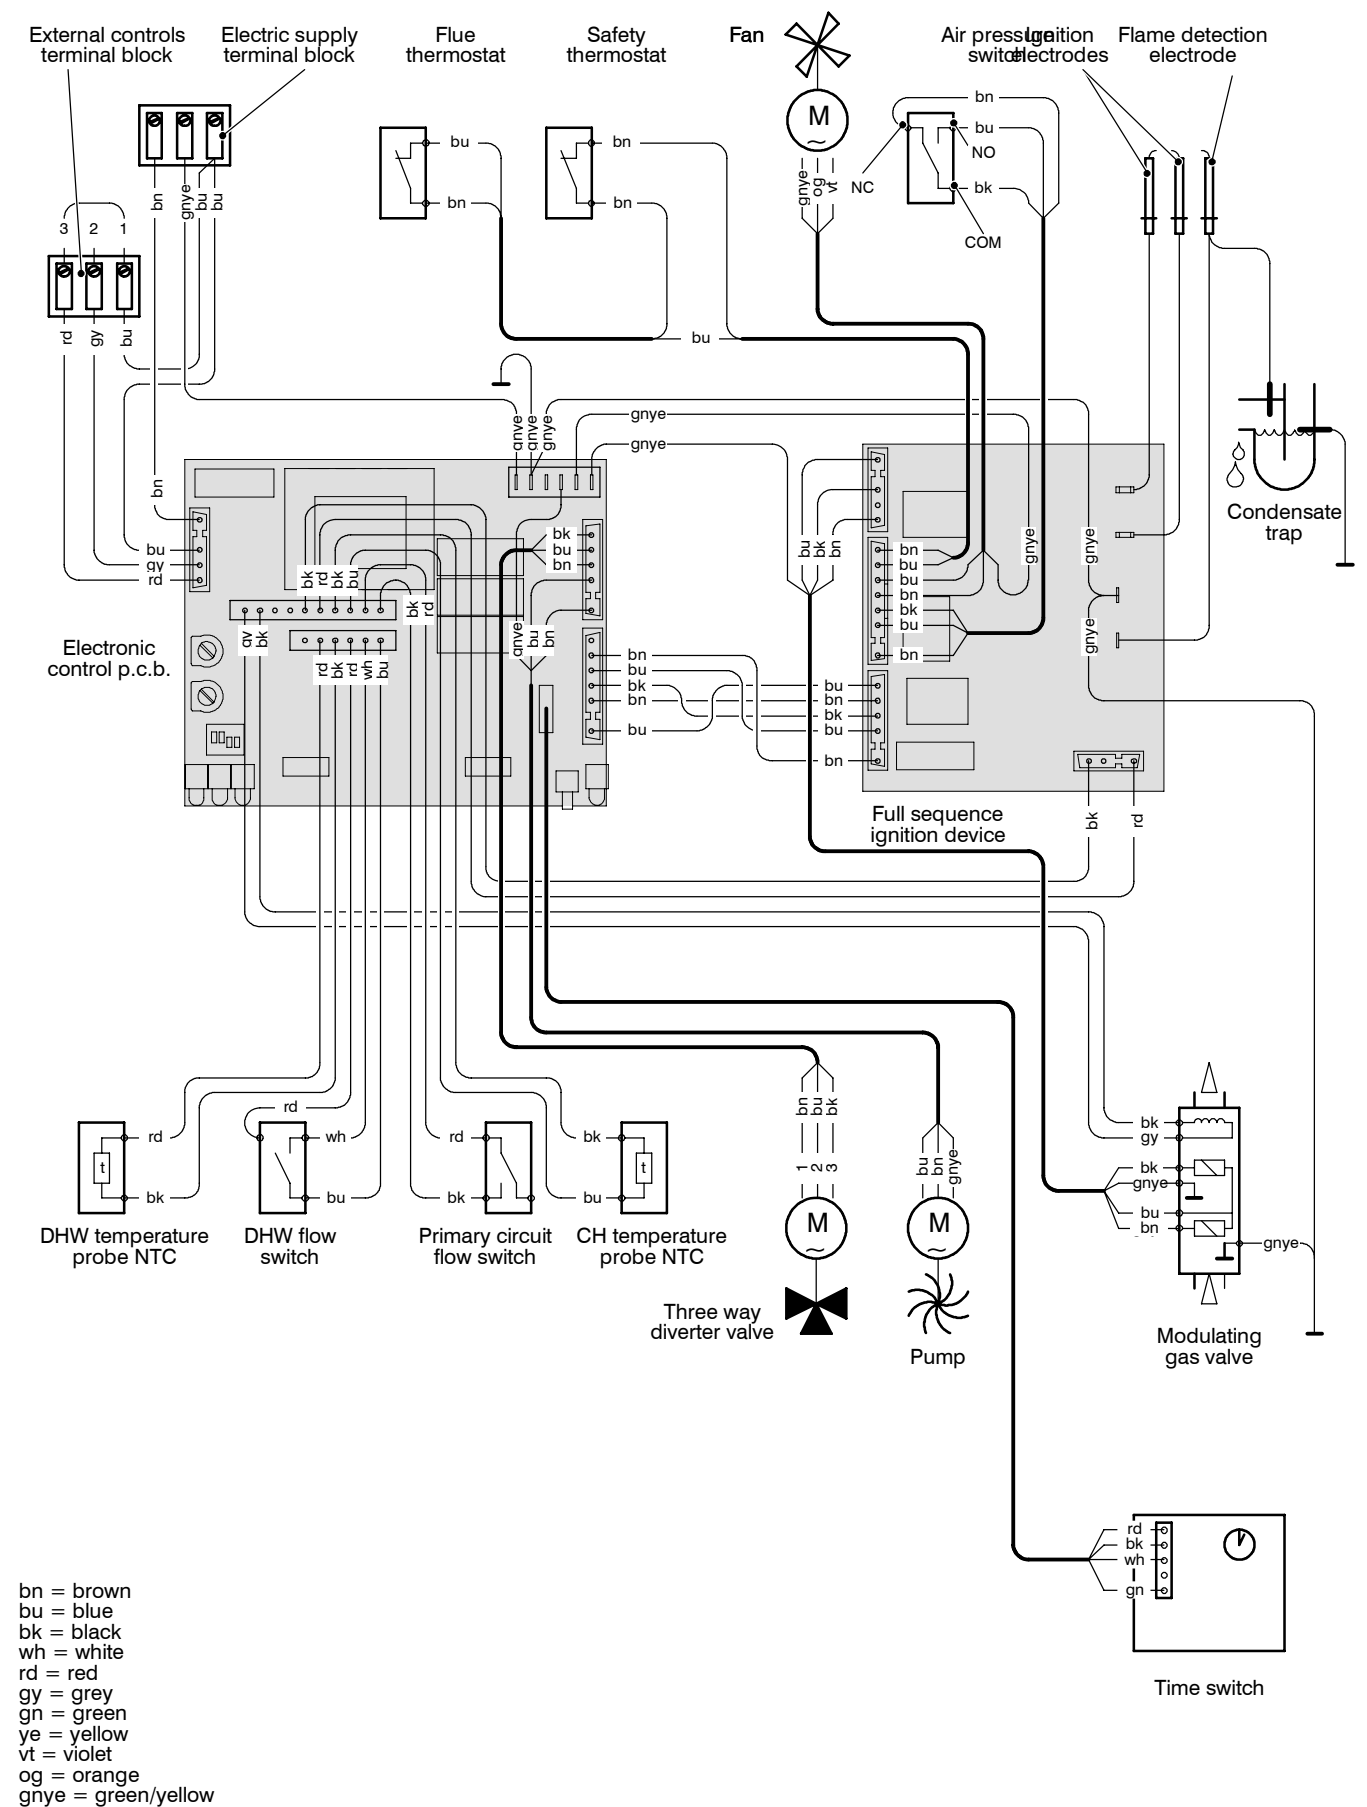 External controls
terminal block
Electric supply
terminal block
Flue
thermostat
Safety
thermostat
Fan
Air pressure
switch
Ignition
electrodes
Flame detection
electrode
M
bn
bu
NO
NC
bk
COM
bu
bn
bn
bn
gnye
og
vt
bn
gnye
bu
bu
3
2
1
rd
gy
bu
bu
gnye
gnye
gnye
gnye
gnye
bn
bu
gy
rd
bk
bu
bn
bk
rd
bk
bu
bk
rd
gy
bk
rd
bk
rd
wh
bu
gnye
bu
bn
bn
bu
bk
bn
bu
bu
bk
bn
bn
bu
bu
bn
bk
bu
bn
bu
bn
bk
bu
bn
gnye
gnye
gnye
bk
rd
Electronic
control p.c.b.
Full sequence
ignition device
Condensate
trap
rd
rd
bk
t
wh
bu
rd
bk
bk
bu
t
DHW temperature
probe NTC
DHW flow
switch
Primary circuit
flow switch
CH temperature
probe NTC
bn
bu
bk
1
2
3
M
bu
bn
gnye
M
Three way
diverter valve
Pump
bk
gy
bk
gnye
bu
bn
gnye
Modulating
gas valve
rd
bk
wh
gn
Time switch
bn = brown
bu = blue
bk = black
wh = white
rd = red
gy = grey
gn = green
ye = yellow
vt = violet
og = orange
gnye = green/yellow